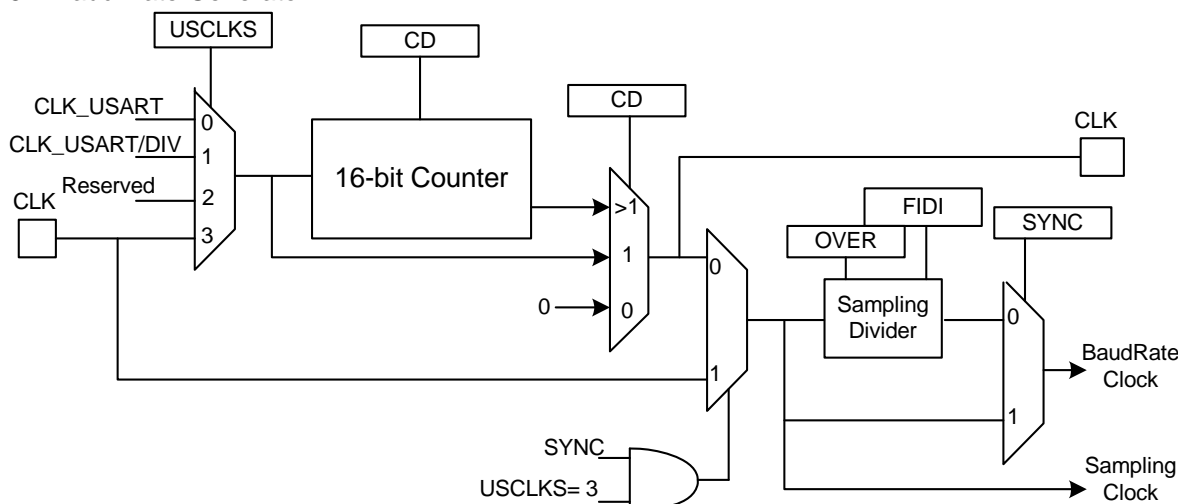 USCLKS
CD
CD
CLK_USART
0
CLK_USART/DIV
1
Reserved
2
CLK
3
16-bit Counter
>1
1
0
0
CLK
0
1
FIDI
OVER
SYNC
Sampling
Divider
0
1
BaudRate
Clock
SYNC
USCLKS= 3
Sampling
Clock